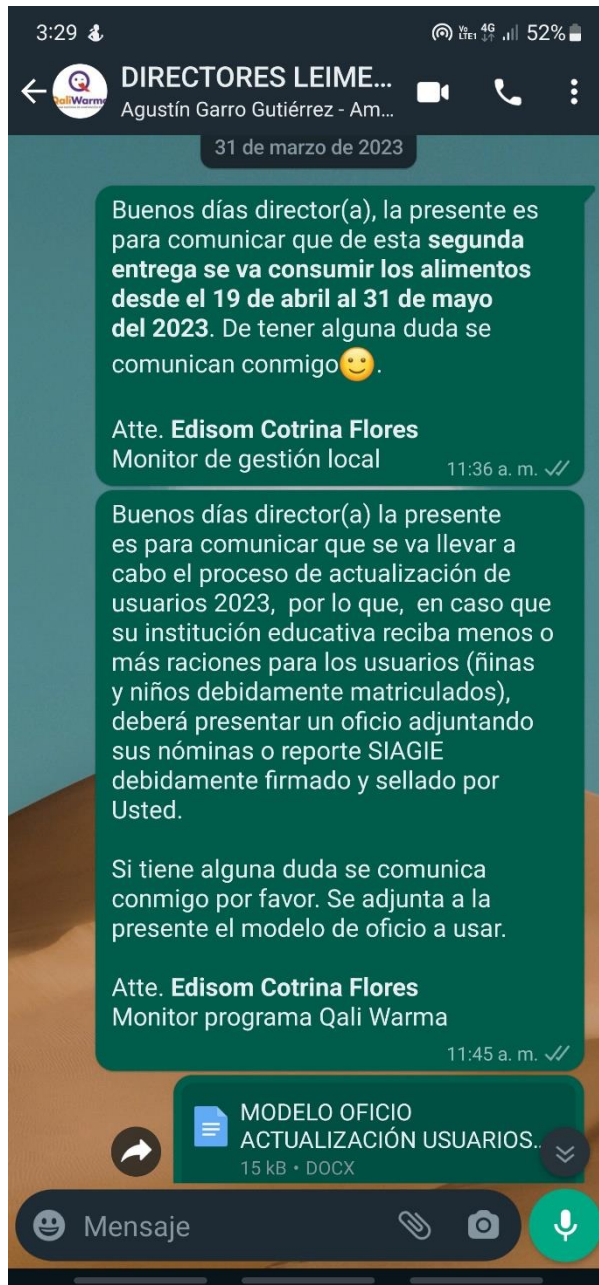 3:29
Vo LTE1 4G 52%
DIRECTORES LEIME...
QaliWarma
Agustín Garro Gutiérrez - Am...
31 de marzo de 2023
Buenos días director(a), la presente es
para comunicar que de esta segunda
entrega se va consumir los alimentos
desde el 19 de abril al 31 de mayo
del 2023. De tener alguna duda se
comunican conmigo🙂.
Atte. Edisom Cotrina Flores
Monitor de gestión local
11:36 a. m.
Buenos días director(a) la presente
es para comunicar que se va llevar a
cabo el proceso de actualización de
usuarios 2023,  por lo que,  en caso que
su institución educativa reciba menos o
más raciones para los usuarios (ñinas
y niños debidamente matriculados),
deberá presentar un oficio adjuntando
sus nóminas o reporte SIAGIE
debidamente firmado y sellado por
Usted.
Si tiene alguna duda se comunica
conmigo por favor. Se adjunta a la
presente el modelo de oficio a usar.
Atte. Edisom Cotrina Flores
Monitor programa Qali Warma
11:45 a. m.
MODELO OFICIO
ACTUALIZACIÓN USUARIOS...
15 kB • DOCX
Mensaje